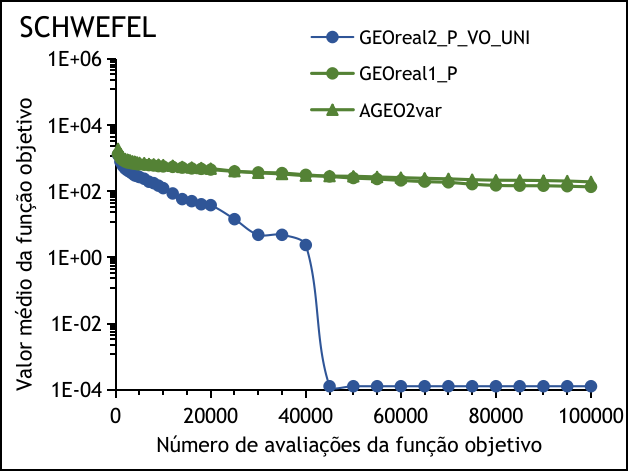 SCHWEFEL
GEOreal2_P_VO_UNI
GEOreal1_P
AGEO2var
Valor médio da função objetivo
1E+06
1E+04
1E+02
1E+00
1E-02
1E-04
0 20000 40000 60000 80000 100000
Número de avaliações da função objetivo